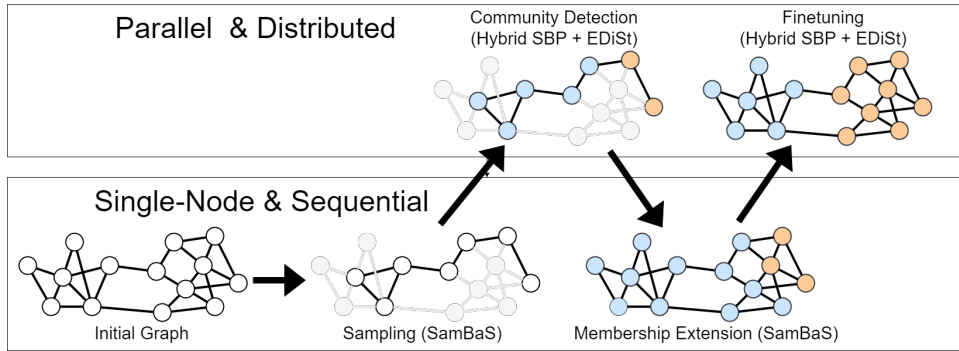 Parallel & Distributed
Community Detection
(Hybrid SBP + EDiSt)
Finetuning
(Hybrid SBP + EDiSt)
Single-Node & Sequential
Initial Graph
Sampling (SamBaS)
Membership Extension (SamBaS)